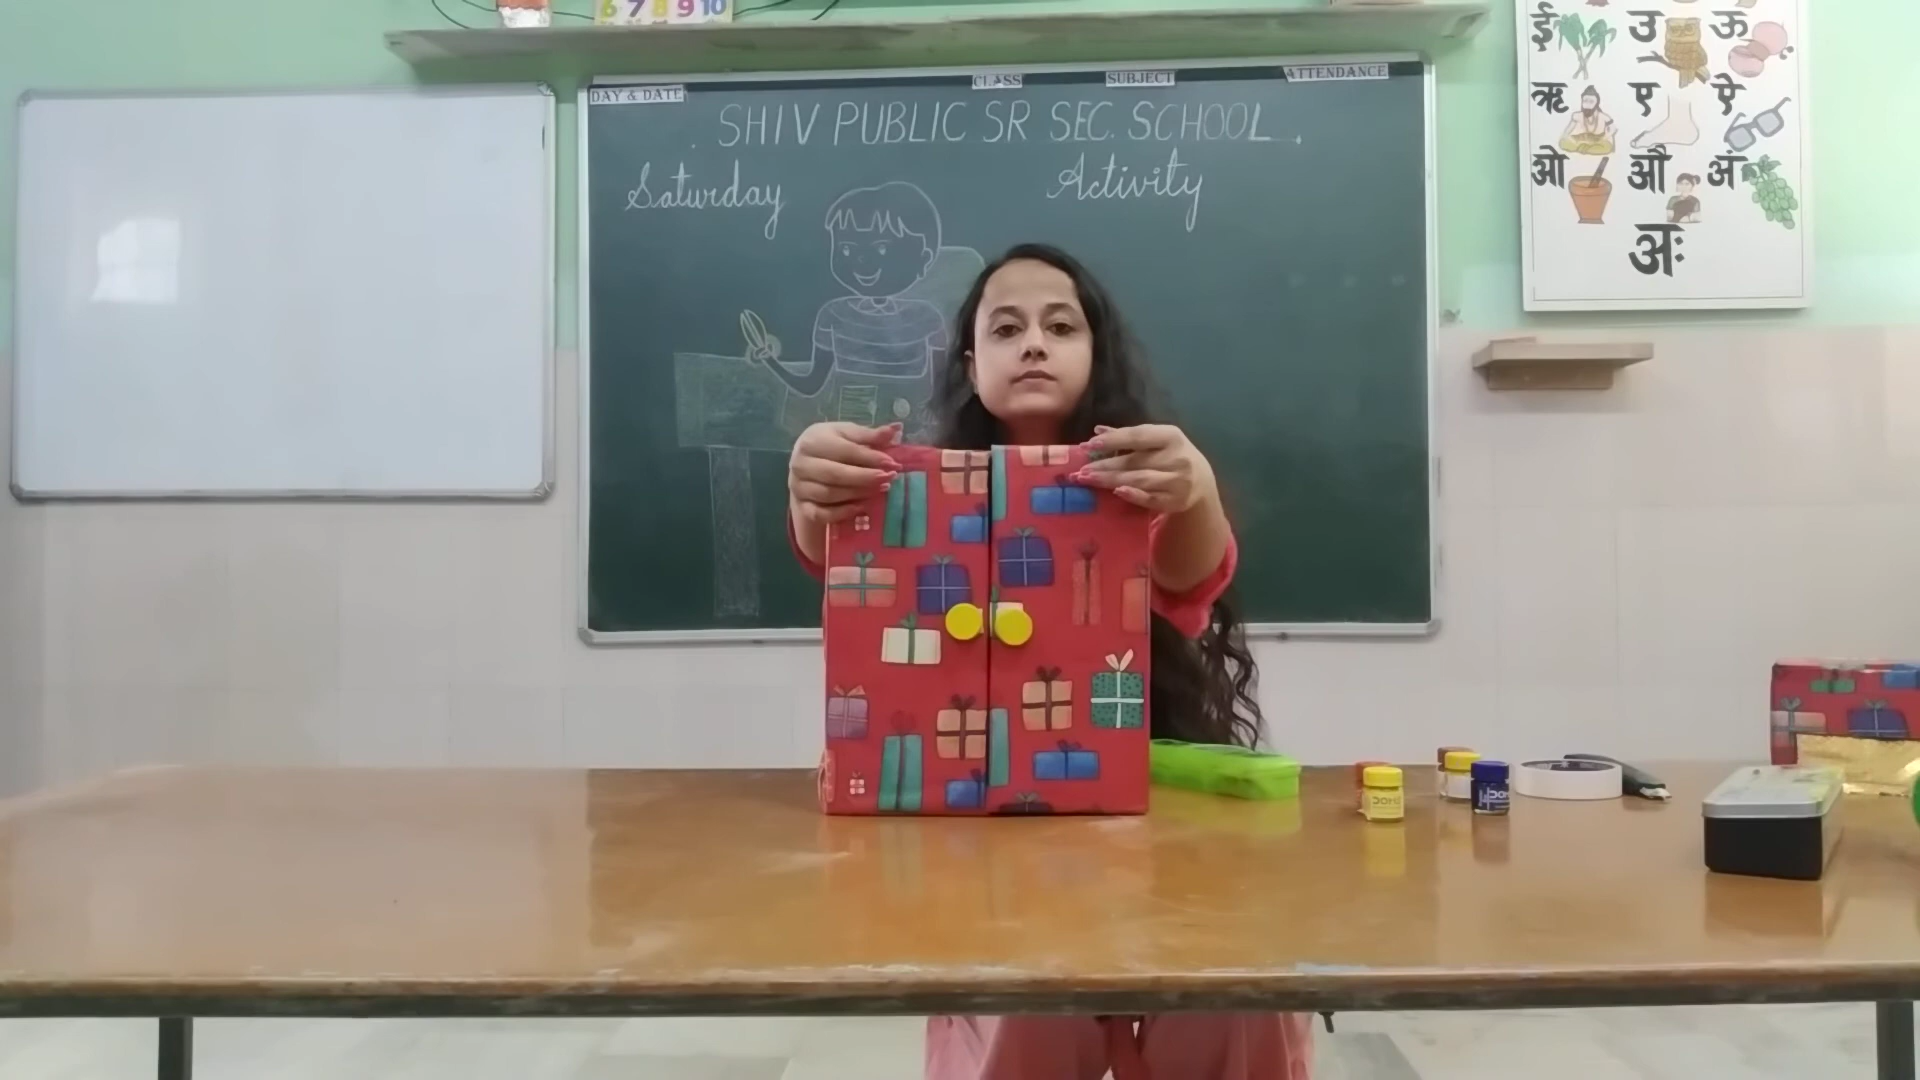 6 7 8 9 10
DAY & DATE
CLASS
SUBJECT
ATTENDANCE
SHIV PUBLIC SR SEC. SCHOOL.
Saturday Activity
ई उ ऊ
ऋ ए ऐ
ओ औ अं
अः